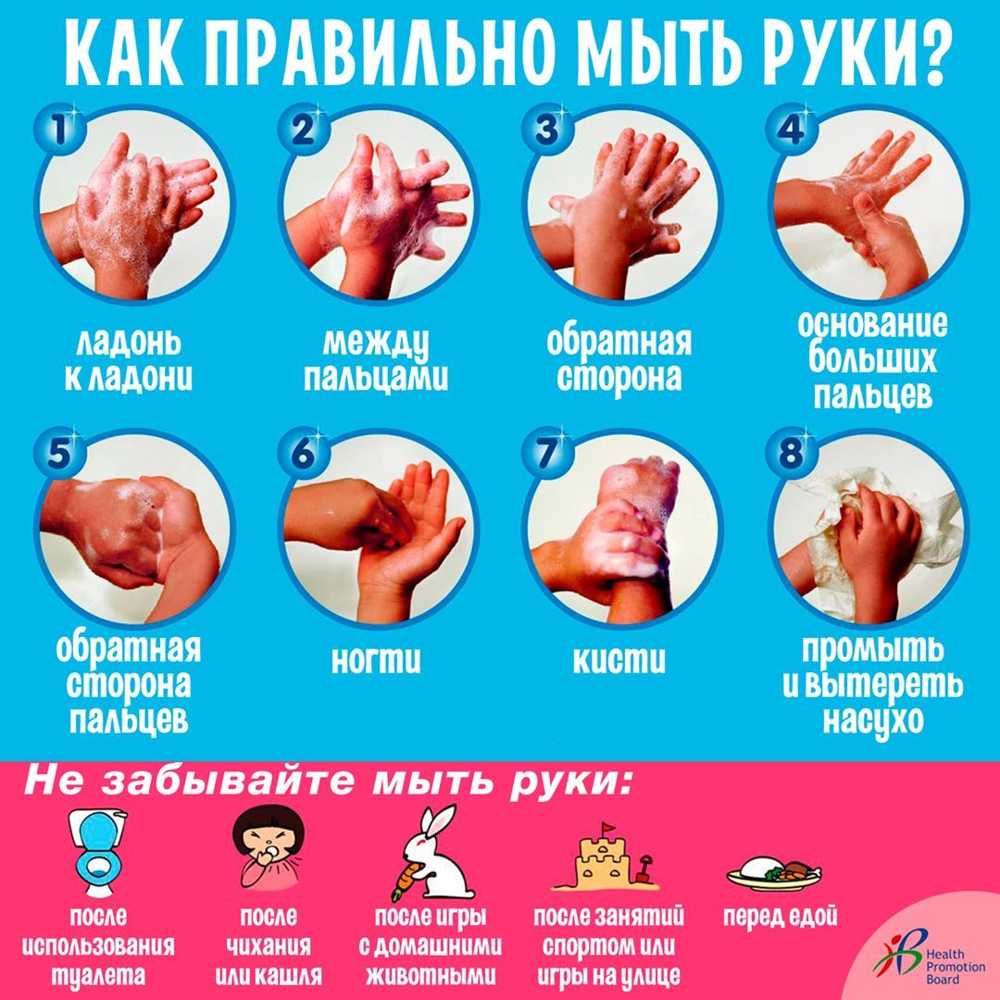 КАК ПРАВИЛЬНО МЫТЬ РУКИ?
1
ладонь
к ладони
2
между
пальцами
3
обратная
сторона
4
основание
больших
пальцев
5
обратная
сторона
пальцев
6
ногти
7
кисти
8
промыть
и вытереть
насухо
Не забывайте мыть руки:
после
использования
туалета
после
чихания
или кашля
после игры
с домашними
животными
после занятий
спортом или
игры на улице
перед едой
Health
Promotion
Board